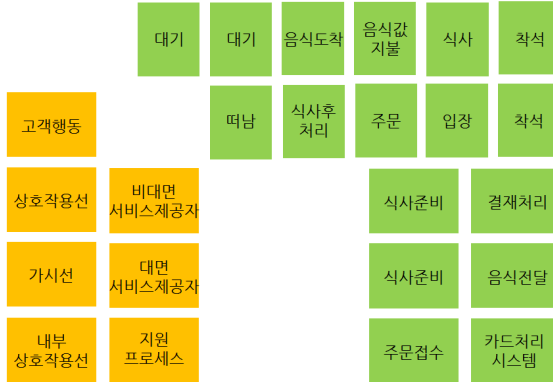 대기 대기 음식도착 음식값 식사 착석
지불
떠남 식사후 주문 입장 착석
처리
고객행동
상호작용선 비대면 식사준비 결재처리
서비스제공자
가시선 대면 식사준비 음식전달
서비스제공자
내부 지원 주문접수 카드처리
상호작용선 프로세스 시스템